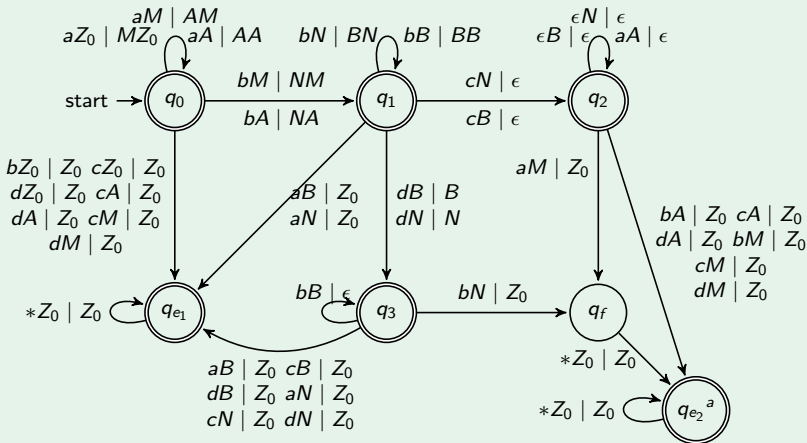 aM | AM
aZ₀ | MZ₀ aA | AA
bN | BN bB | BB
ϵN | ϵ
ϵB | ϵ aA | ϵ
start q₀
bM | NM
bA | NA
q₁
cN | ϵ
cB | ϵ
q₂
bZ₀ | Z₀ cZ₀ | Z₀
dZ₀ | Z₀ cA | Z₀
dA | Z₀ cM | Z₀
dM | Z₀
aB | Z₀
aN | Z₀
dB | B
dN | N
aM | Z₀
bA | Z₀ cA | Z₀
dA | Z₀ bM | Z₀
cM | Z₀
dM | Z₀
*Z₀ | Z₀
qₑ₁
bB | ϵ
q₃
bN | Z₀
q_f
aB | Z₀ cB | Z₀
dB | Z₀ aN | Z₀
cN | Z₀ dN | Z₀
*Z₀ | Z₀
*Z₀ | Z₀
qₑ₂ᵃ